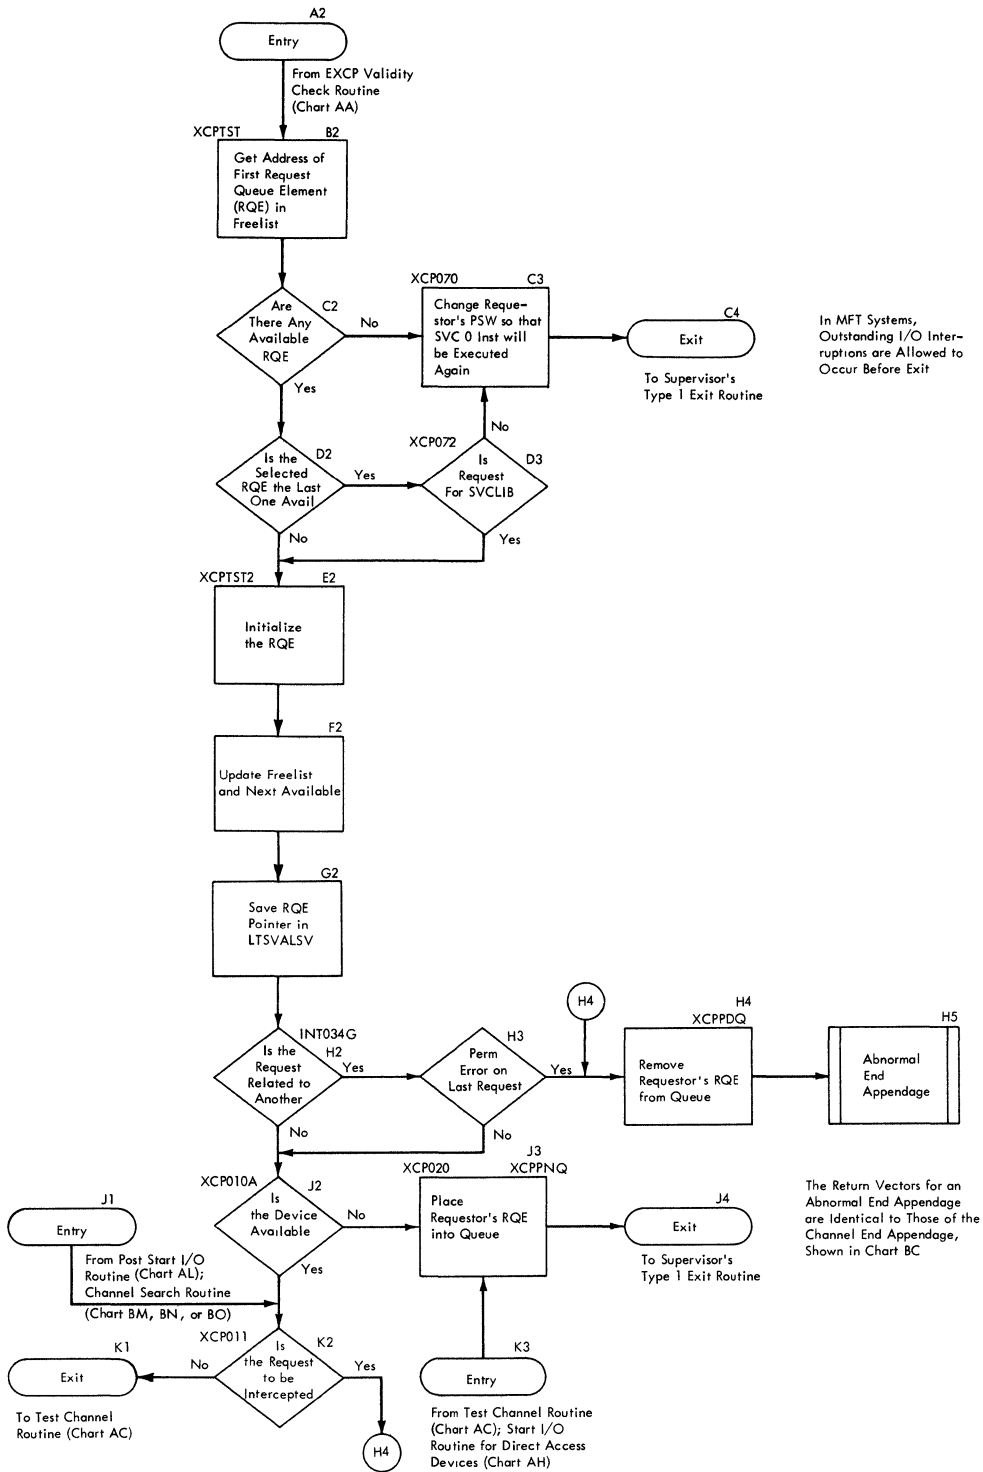 A2
Entry
From EXCP Validity
Check Routine
(Chart AA)
XCPTST
B2
Get Address of
First Request
Queue Element
(RQE) in
Freelist
Are
There Any
Available
RQE
C2
No
Yes
XCP070
C3
Change Reque-
stor's PSW so that
SVC 0 Inst will
be Executed
Again
C4
Exit
To Supervisor's
Type 1 Exit Routine
In MFT Systems,
Outstanding I/O Inter-
ruptions are Allowed to
Occur Before Exit
Is the
Selected
RQE the Last
One Avail
D2
Yes
No
XCP072
No
D3
Is
Request
For SVCLIB
Yes
XCPTST2
E2
Initialize
the RQE
F2
Update Freelist
and Next Available
G2
Save RQE
Pointer in
LTSVALSV
INT034G
H2
Is the
Request
Related to
Another
Yes
No
H3
Perm
Error on
Last Request
Yes
No
H4
H4
XCPPDQ
Remove
Requestor's RQE
from Queue
H5
Abnormal
End
Appendage
XCP010A
J2
Is
the Device
Available
No
Yes
XCP020
J3
XCPPNQ
Place
Requestor's RQE
into Queue
J4
Exit
To Supervisor's
Type 1 Exit Routine
The Return Vectors for an
Abnormal End Appendage
are Identical to Those of the
Channel End Appendage,
Shown in Chart BC
J1
Entry
From Post Start I/O
Routine (Chart AL);
Channel Search Routine
(Chart BM, BN, or BO)
XCP011
K2
Is
the Request
to be
Intercepted
No
Yes
K1
Exit
To Test Channel
Routine (Chart AC)
H4
K3
Entry
From Test Channel Routine
(Chart AC); Start I/O
Routine for Direct Access
Devices (Chart AH)